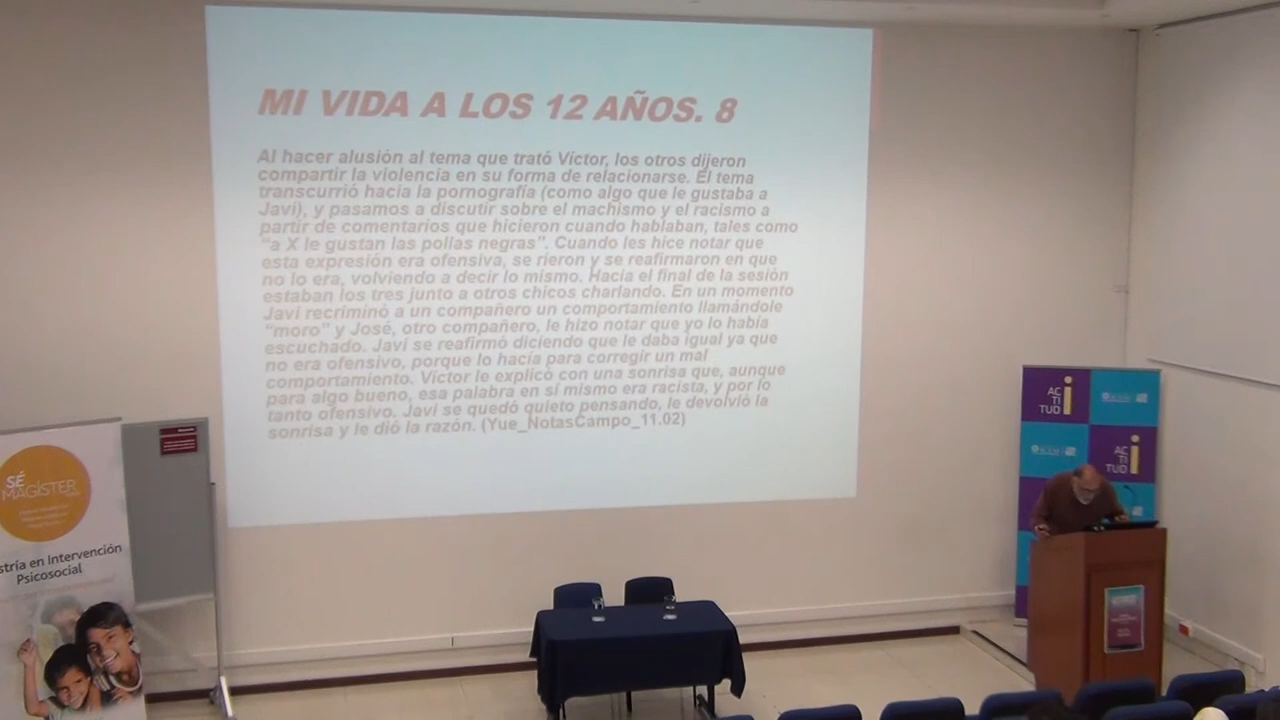 MI VIDA A LOS 12 AÑOS. 8
Al hacer alusión al tema que trató Víctor, los otros dijeron
compartir la violencia en su forma de relacionarse. El tema
transcurrió hacia la pornografía (como algo que le gustaba a
Javi), y pasamos a discutir sobre el machismo y el racismo a
partir de comentarios que hicieron cuando hablaban, tales como
"a X le gustan las pollas negras". Cuando les hice notar que
esta expresión era ofensiva, se rieron y se reafirmaron en que
no lo era, volviendo a decir lo mismo. Hacia el final de la sesión
estaban los tres junto a otros chicos charlando. En un momento
Javi recriminó a un compañero un comportamiento llamándole
"moro" y José, otro compañero, le hizo notar que yo lo había
escuchado. Javi se reafirmó diciendo que le daba igual ya que
no era ofensivo, porque lo hacía para corregir un mal
comportamiento. Víctor le explicó con una sonrisa que, aunque
para algo bueno, esa palabra en sí mismo era racista, y por lo
tanto ofensivo. Javi se quedó quieto pensando, le devolvió la
sonrisa y le dió la razón. (Yue_NotasCampo_11.02)
SÉ
MAGÍSTER
stría en Intervención
Psicosocial
AC
TI
TUD
i
AC
TI
TUD
i